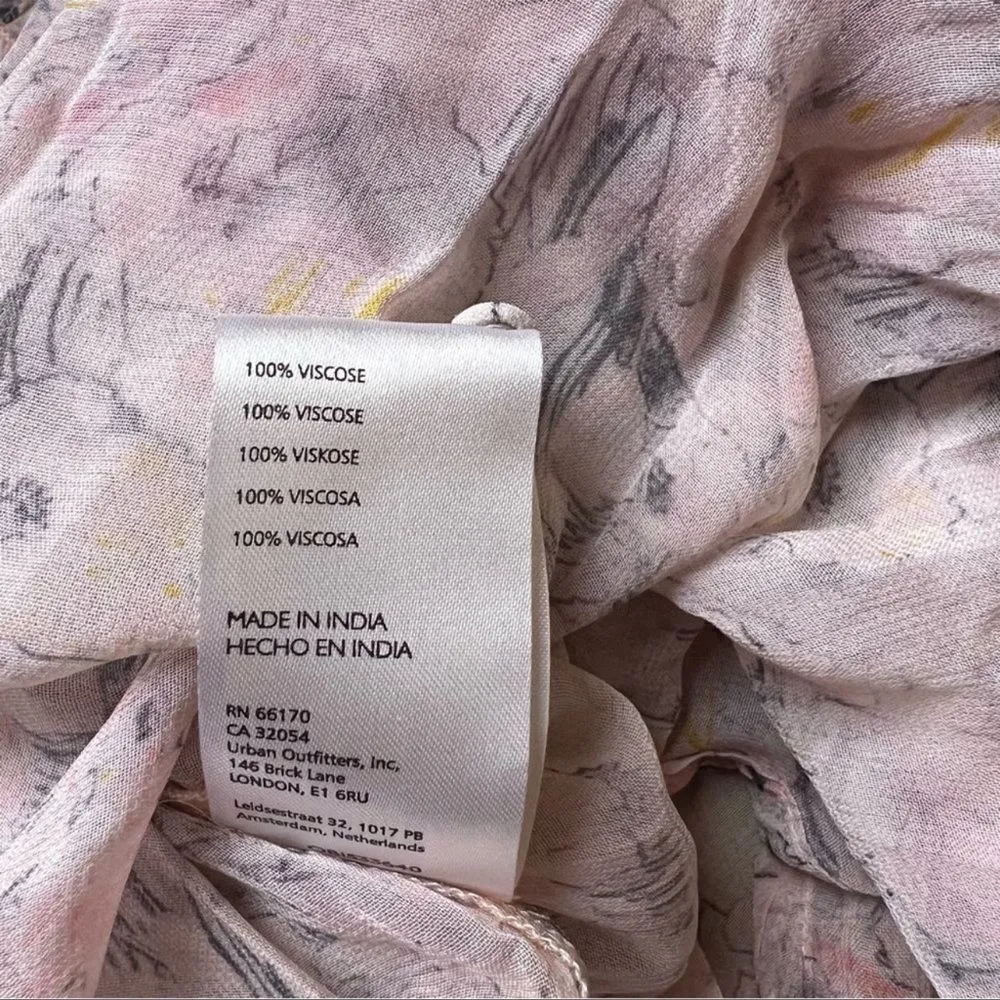 100% VISCOSE
100% VISCOSE
100% VISKOSE
100% VISCOSA
100% VISCOSA
MADE IN INDIA
HECHO EN INDIA
RN 66170
CA 32054
Urban Outfitters, Inc,
146 Brick Lane
LONDON, E1 6RU
Leidsestraat 32, 1017 PB
Amsterdam, Netherlands